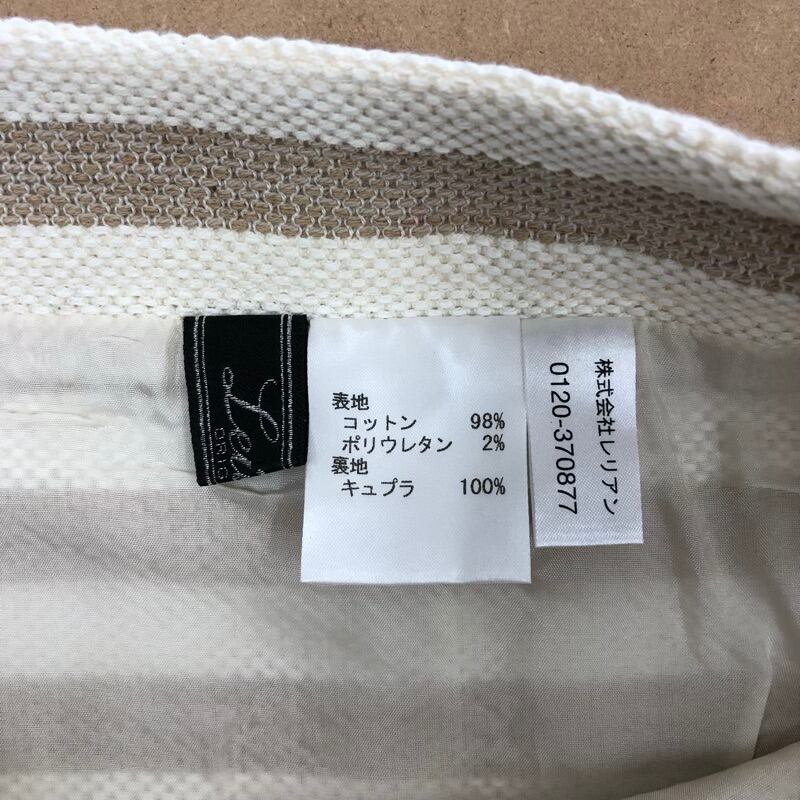 表地
コットン 98%
ポリウレタン 2%
裏地
キュプラ 100%
株式会社レリアン
0120-370877